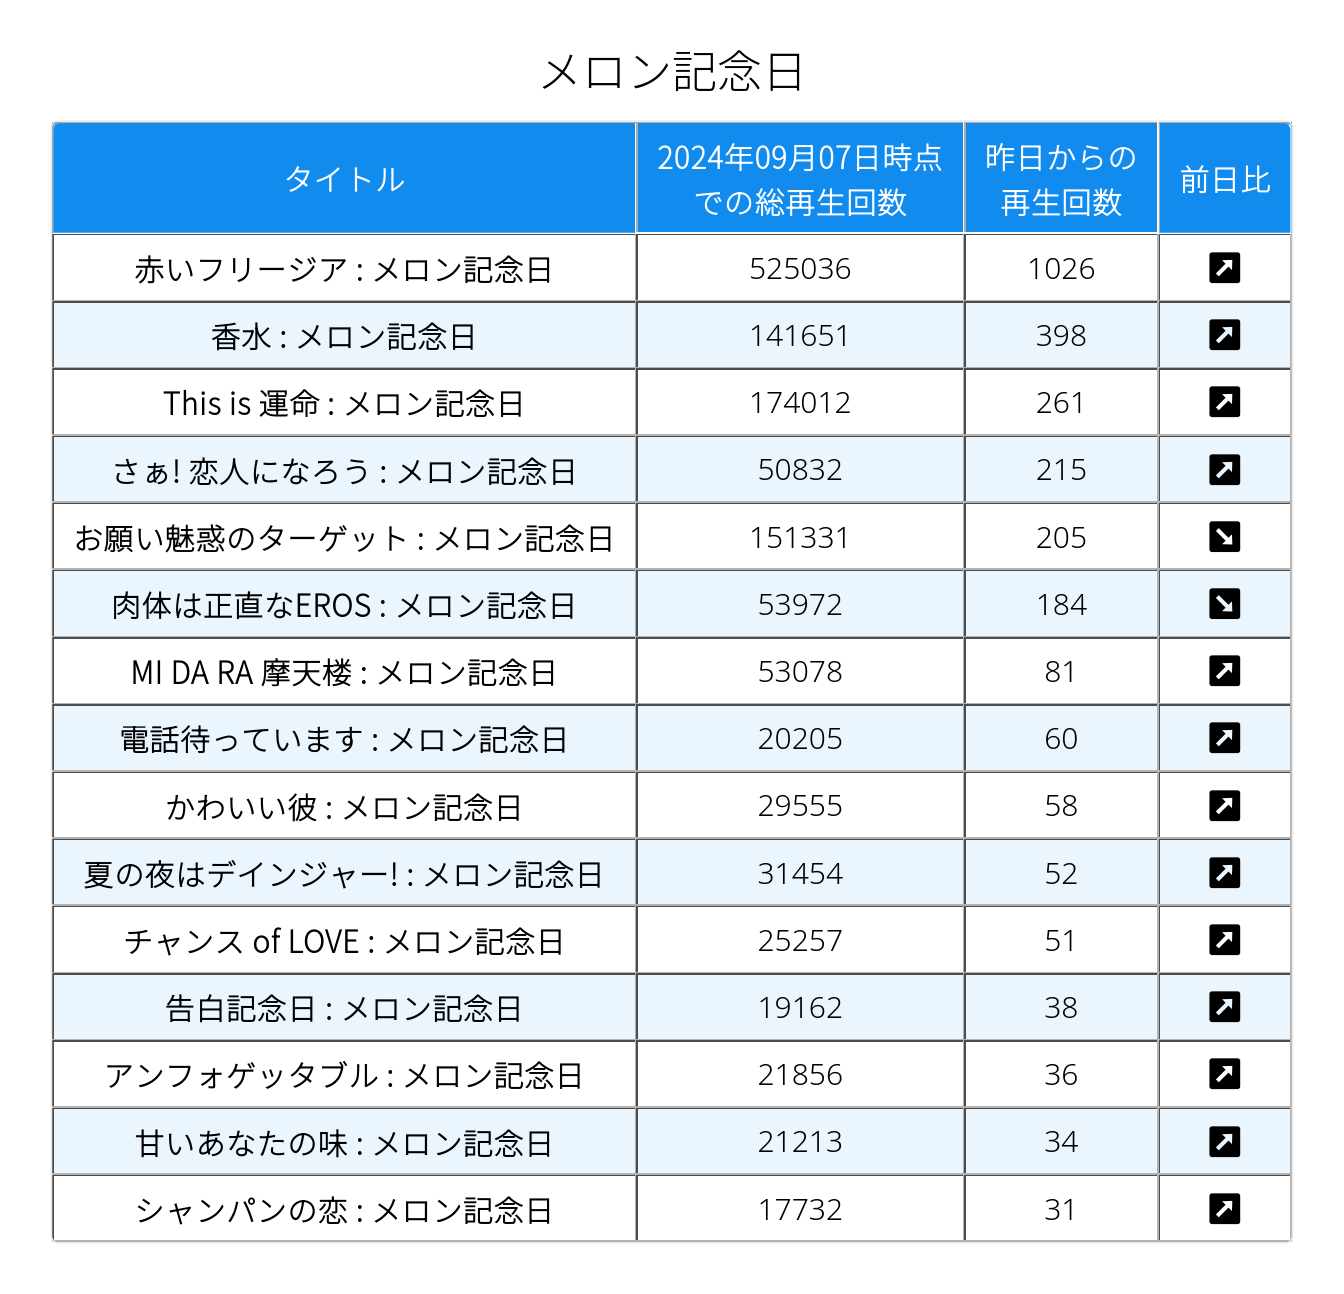 メロン記念日
タイトル
2024年09月07日時点
での総再生回数
昨日からの
再生回数
前日比
赤いフリージア : メロン記念日 525036 1026 ↗
香水 : メロン記念日 141651 398 ↗
This is 運命 : メロン記念日 174012 261 ↗
さぁ! 恋人になろう : メロン記念日 50832 215 ↗
お願い魅惑のターゲット : メロン記念日 151331 205 ↘
肉体は正直なEROS : メロン記念日 53972 184 ↘
MI DA RA 摩天楼 : メロン記念日 53078 81 ↗
電話待っています : メロン記念日 20205 60 ↗
かわいい彼 : メロン記念日 29555 58 ↗
夏の夜はデインジャー! : メロン記念日 31454 52 ↗
チャンス of LOVE : メロン記念日 25257 51 ↗
告白記念日 : メロン記念日 19162 38 ↗
アンフォゲッタブル : メロン記念日 21856 36 ↗
甘いあなたの味 : メロン記念日 21213 34 ↗
シャンパンの恋 : メロン記念日 17732 31 ↗